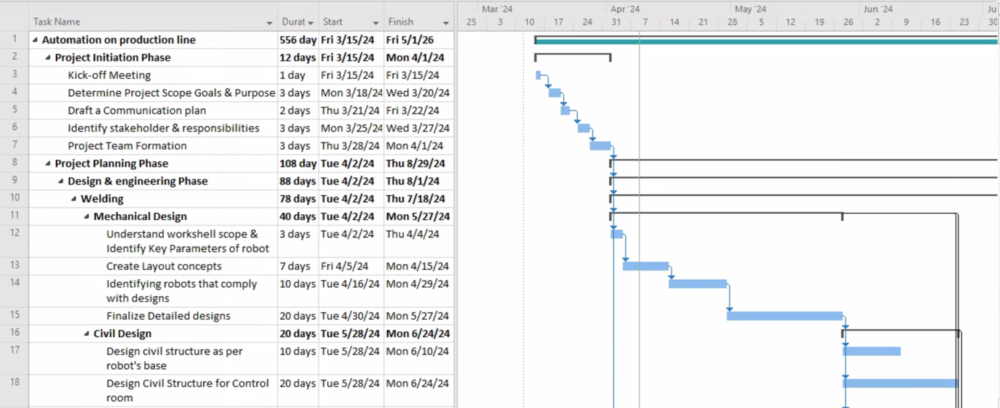 Mar '24 Apr '24 May '24 Jun '24 Ju
Task Name Durat Start Finish 25 3 10 17 24 31 7 14 21 28 5 12 19 26 2 9 16 23 30
1 Automation on production line 556 day Fri 3/15/24 Fri 5/1/26
2 Project Initiation Phase 12 days Fri 3/15/24 Mon 4/1/24
3 Kick-off Meeting 1 day Fri 3/15/24 Fri 3/15/24
4 Determine Project Scope Goals & Purpose 3 days Mon 3/18/24 Wed 3/20/24
5 Draft a Communication plan 2 days Thu 3/21/24 Fri 3/22/24
6 Identify stakeholder & responsibilities 3 days Mon 3/25/24 Wed 3/27/24
7 Project Team Formation 3 days Thu 3/28/24 Mon 4/1/24
8 Project Planning Phase 108 day Tue 4/2/24 Thu 8/29/24
9 Design & engineering Phase 88 days Tue 4/2/24 Thu 8/1/24
10 Welding 78 days Tue 4/2/24 Thu 7/18/24
11 Mechanical Design 40 days Tue 4/2/24 Mon 5/27/24
12 Understand workshell scope & 3 days Tue 4/2/24 Thu 4/4/24
Identify Key Parameters of robot
13 Create Layout concepts 7 days Fri 4/5/24 Mon 4/15/24
14 Identifying robots that comply 10 days Tue 4/16/24 Mon 4/29/24
with designs
15 Finalize Detailed designs 20 days Tue 4/30/24 Mon 5/27/24
16 Civil Design 20 days Tue 5/28/24 Mon 6/24/24
17 Design civil structure as per 10 days Tue 5/28/24 Mon 6/10/24
robot's base
18 Design Civil Structure for Control 20 days Tue 5/28/24 Mon 6/24/24
room